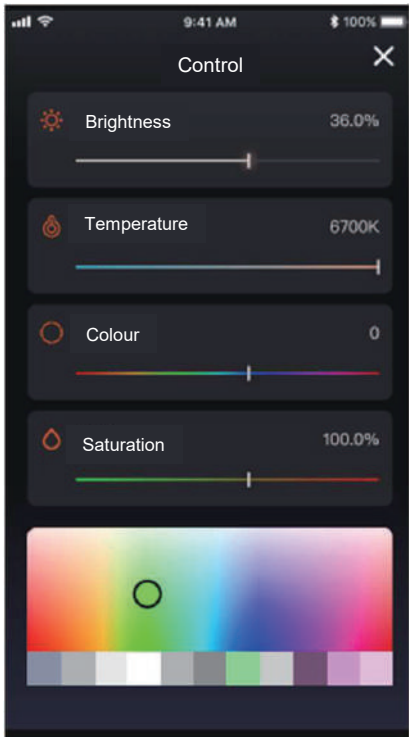 9:41 AM
100%
Control
Brightness
36.0%
Temperature
6700K
Colour
0
Saturation
100.0%